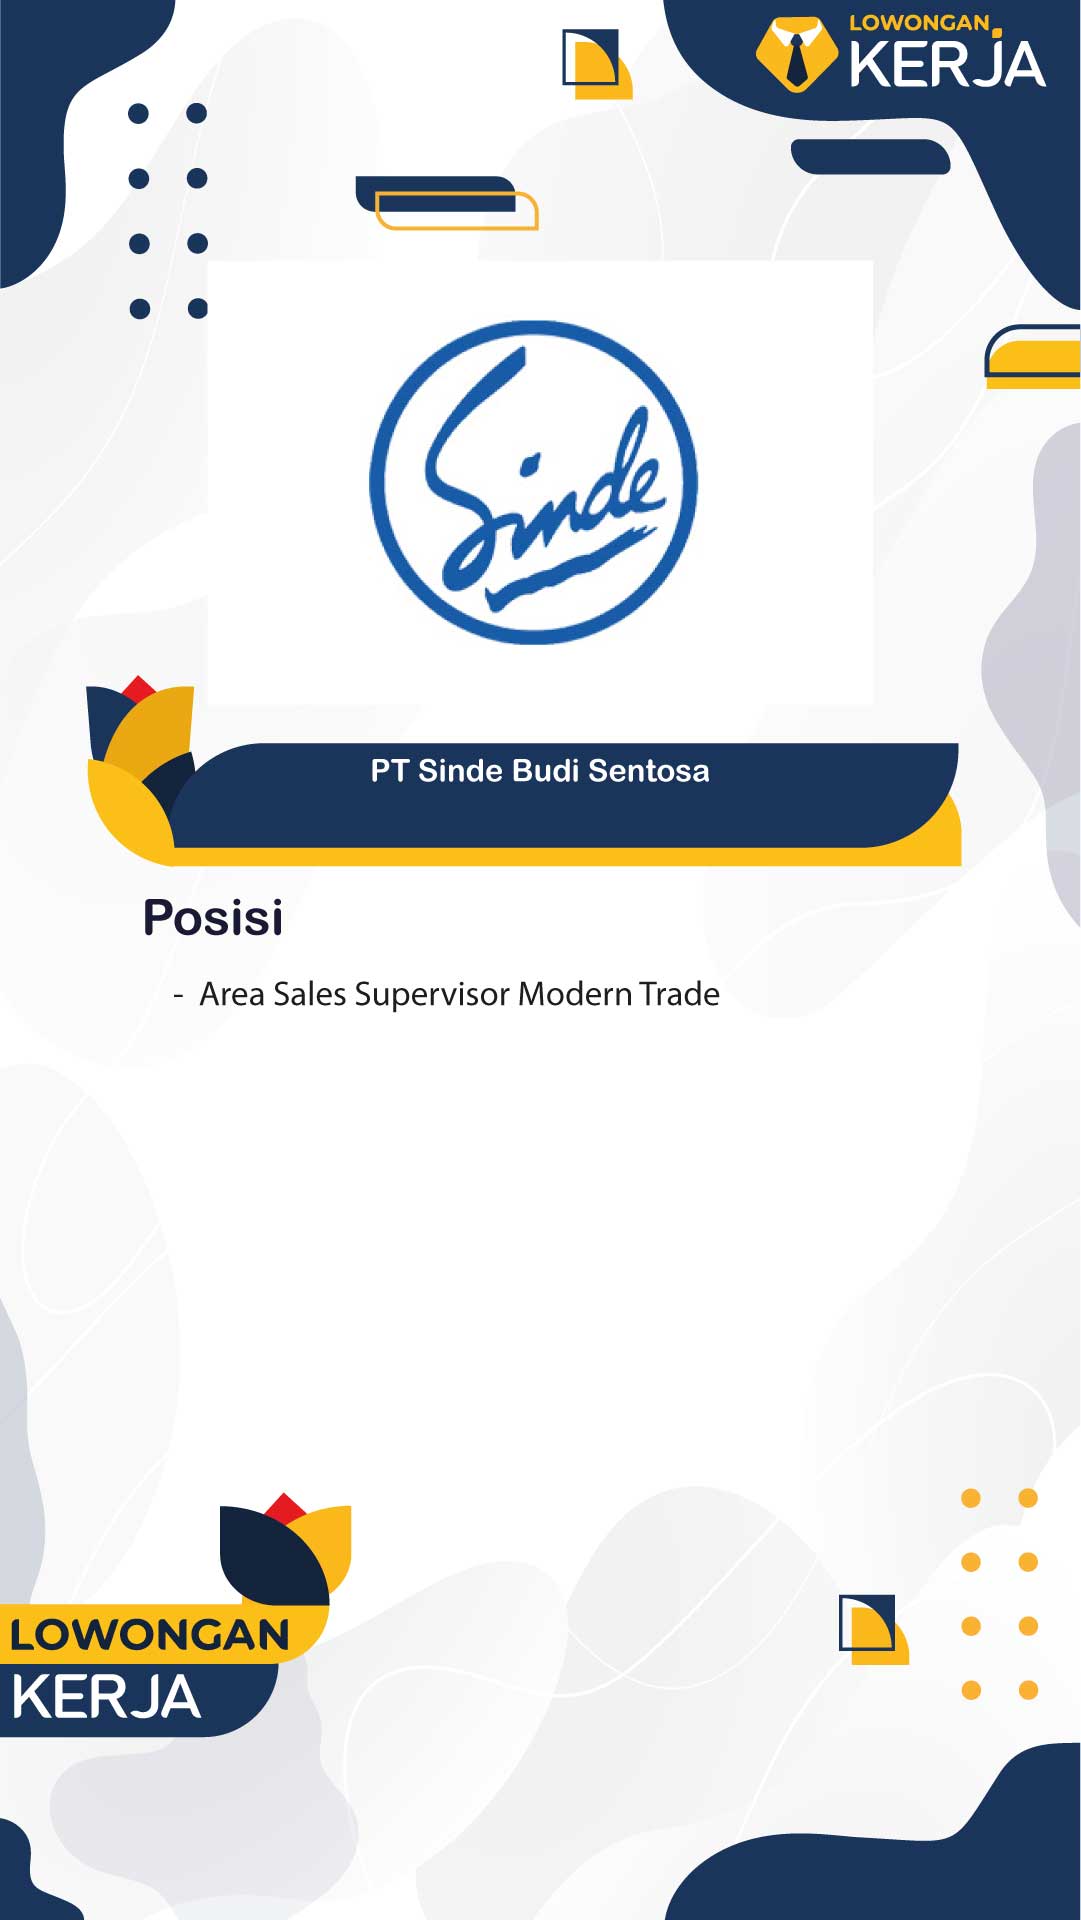 LOWONGAN
KERJA
Sinde
PT Sinde Budi Sentosa
Posisi
- Area Sales Supervisor Modern Trade
LOWONGAN
KERJA